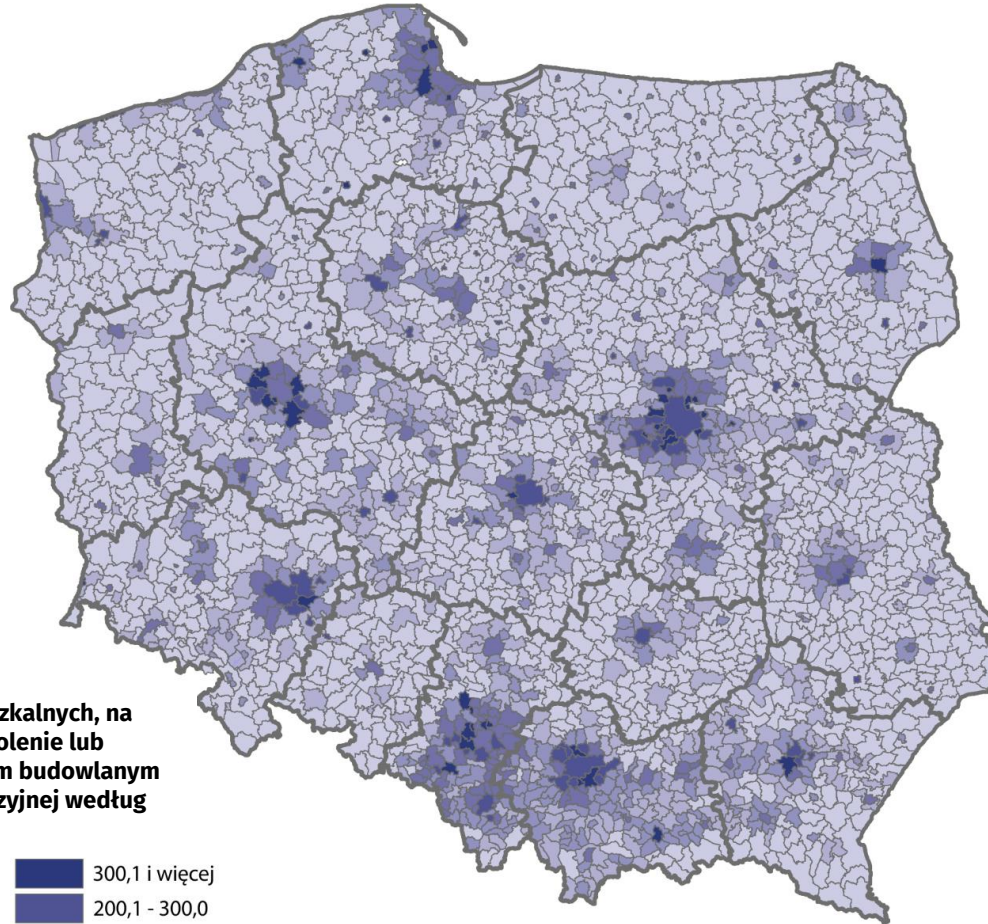 zkalnych, na
olenie lub
m budowlanym
zyjnej według
300,1 i więcej
200,1 - 300,0